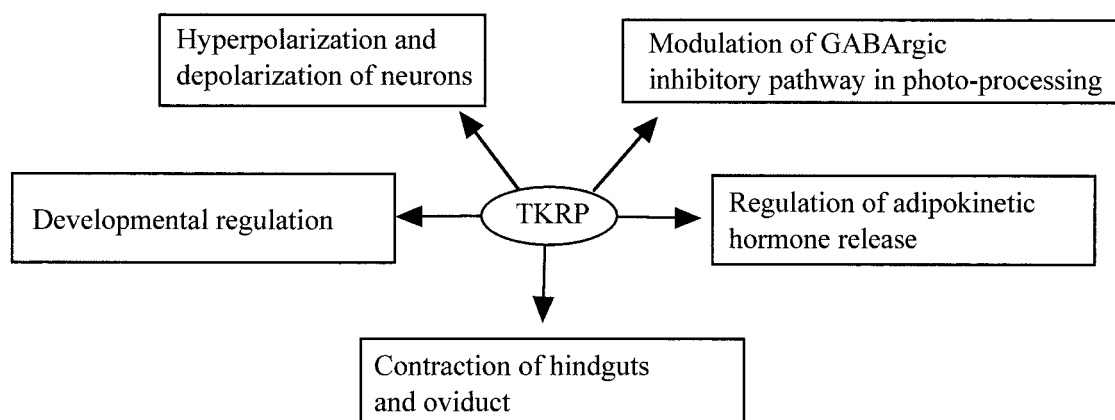 Hyperpolarization and
depolarization of neurons
Modulation of GABArgic
inhibitory pathway in photo-processing
Developmental regulation
TKRP
Regulation of adipokinetic
hormone release
Contraction of hindguts
and oviduct